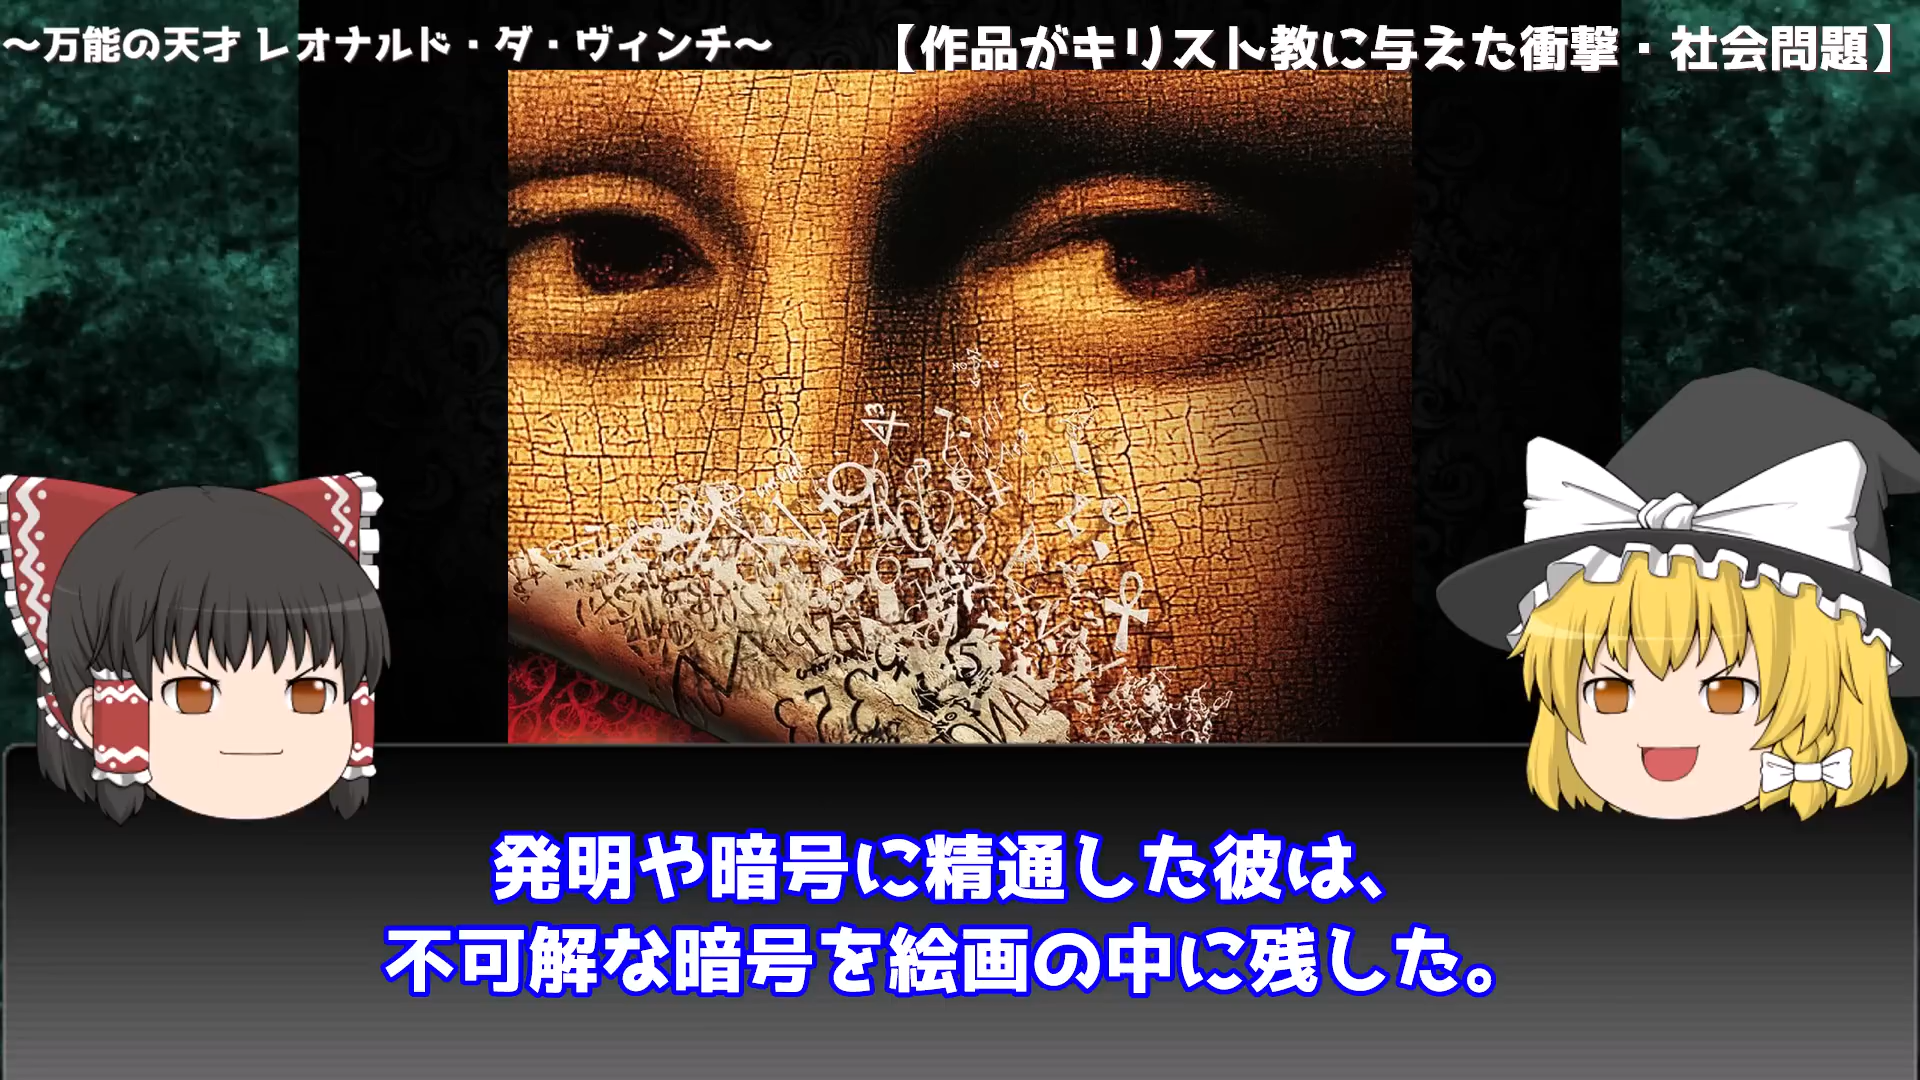 ～万能の天才 レオナルド・ダ・ヴィンチ～
【作品がキリスト教に与えた衝撃・社会問題】
発明や暗号に精通した彼は、
不可解な暗号を絵画の中に残した。